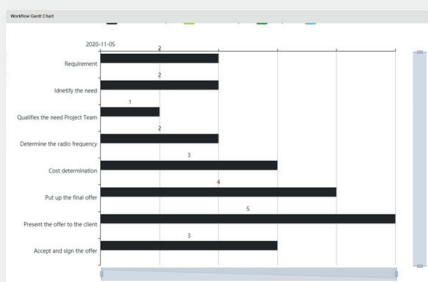 Workflow Gantt Chart
2020-11-05
2
Requirement
2
Idnetify the need
1
Qualifies the need Project Team
2
Determine the radio frequency
3
Cost determination
4
Put up the final offer
5
Present the offer to the client
3
Accept and sign the offer